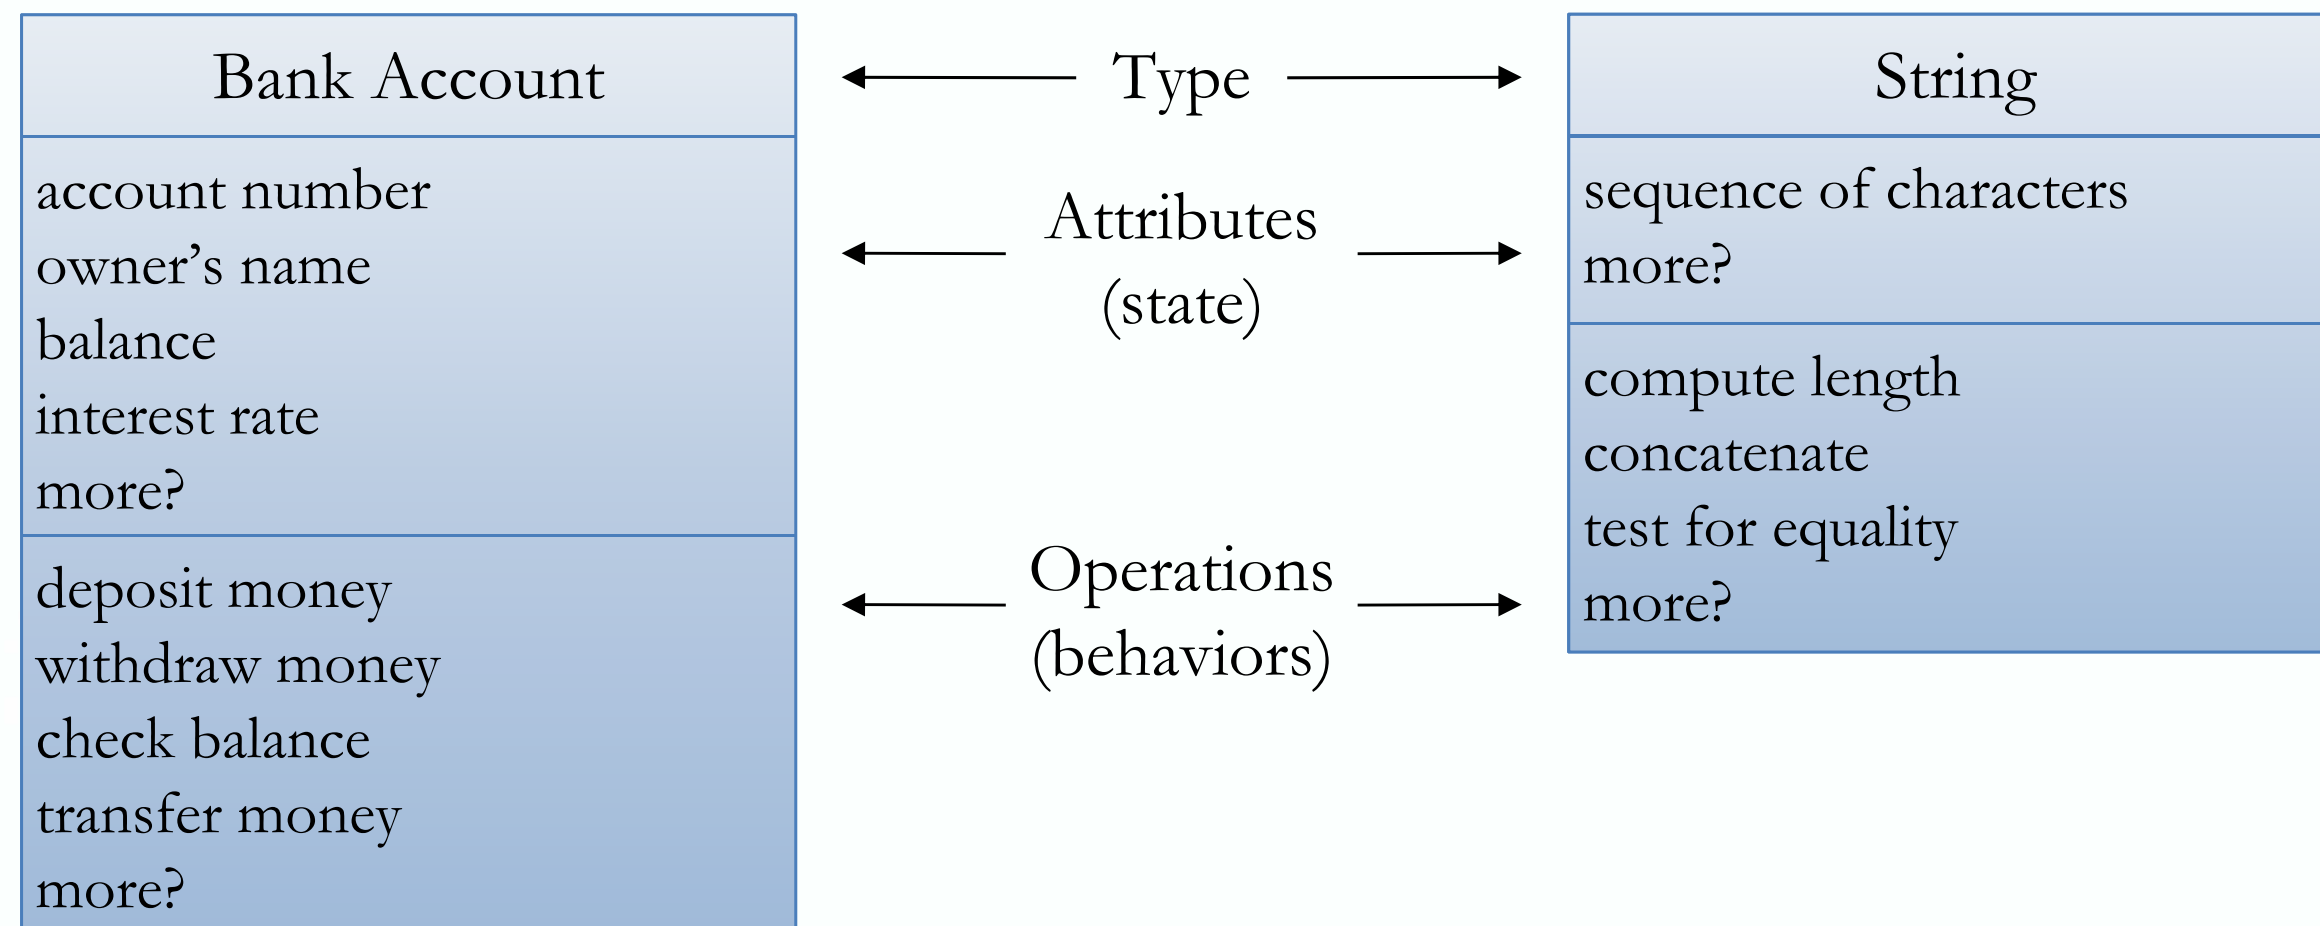 Bank Account
account number
owner’s name
balance
interest rate
more?
deposit money
withdraw money
check balance
transfer money
more?
Type
Attributes
(state)
Operations
(behaviors)
String
sequence of characters
more?
compute length
concatenate
test for equality
more?